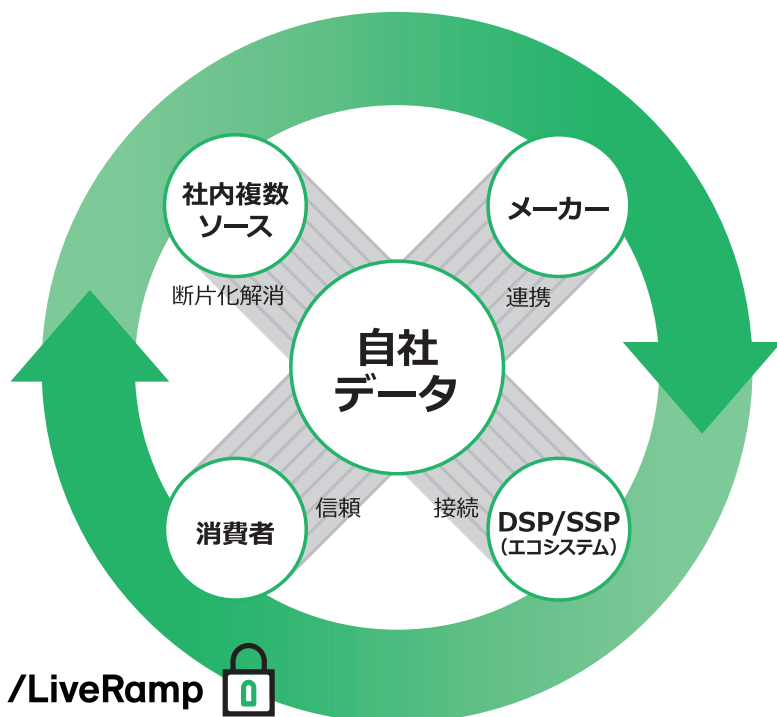 社内複数
ソース
メーカー
断片化解消
連携
自社
データ
信頼
接続
消費者
DSP/SSP
(エコシステム)
/LiveRamp